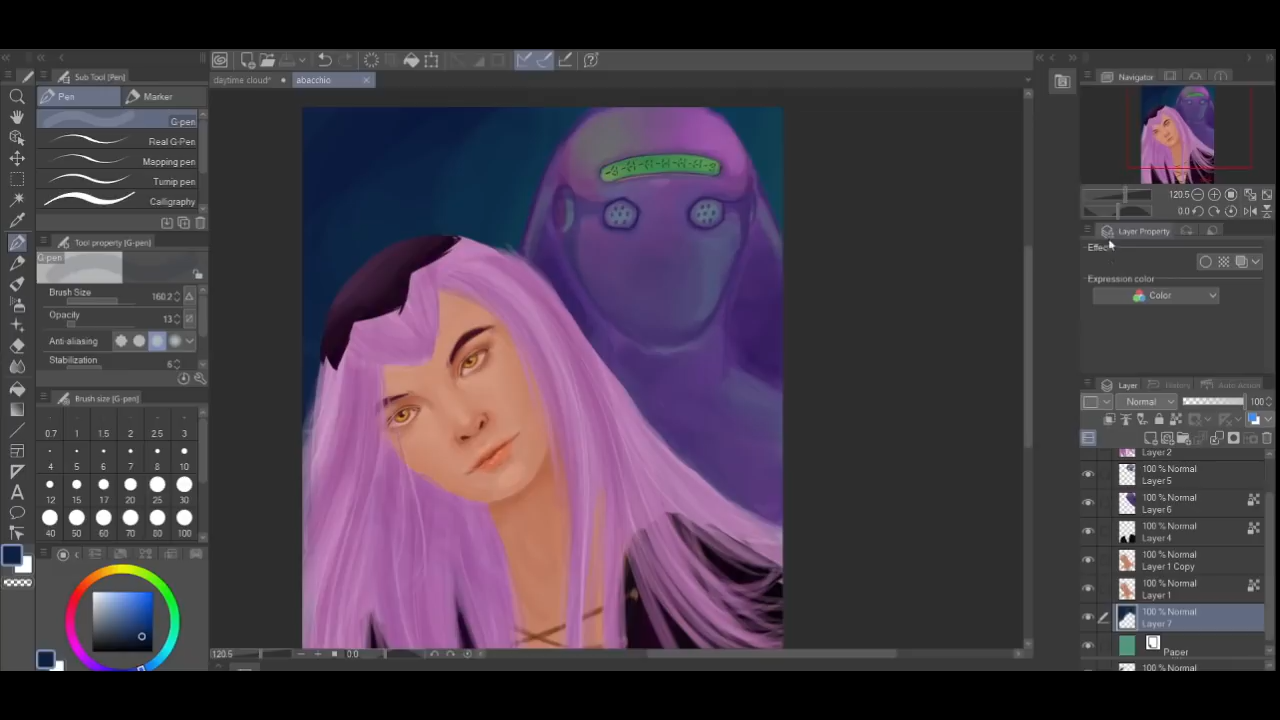 Sub Tool [Pen]
Pen
Marker
G-pen
Real G-Pen
Mapping pen
Turnip pen
Calligraphy
Tool property [G-pen]
G-pen
Brush Size 160.2
Opacity 13
Anti-aliasing
Stabilization 6
Brush size [G-pen]
0.7 1 1.5 2 2.5 3
4 5 6 7 8 10
12 15 17 20 25 30
40 50 60 70 80 100
daytime cloud*
abacchio
120.5
0.0
Navigator
120.5
0.0
Layer Property
Effect
Expression color
Color
Layer
History
Normal 100
Layer 2
100 % Normal
Layer 5
100 % Normal
Layer 6
100 % Normal
Layer 4
100 % Normal
Layer 1 Copy
100 % Normal
Layer 1
100 % Normal
Layer 7
Paper
100 % Normal